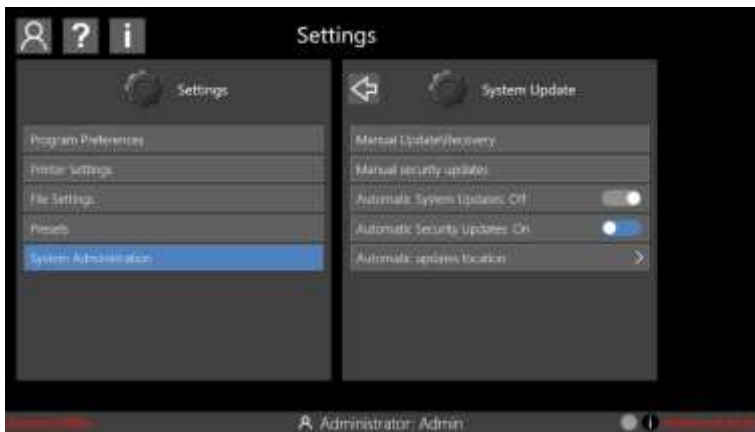 ? i Settings
Settings
Program Preferences
Printer Settings
File Settings
Presets
System Administration
System Update
Manual Update\Recovery
Manual security updates
Automatic System Updates: Off
Automatic Security Updates: On
Automatic updates location
Administrator: Admin